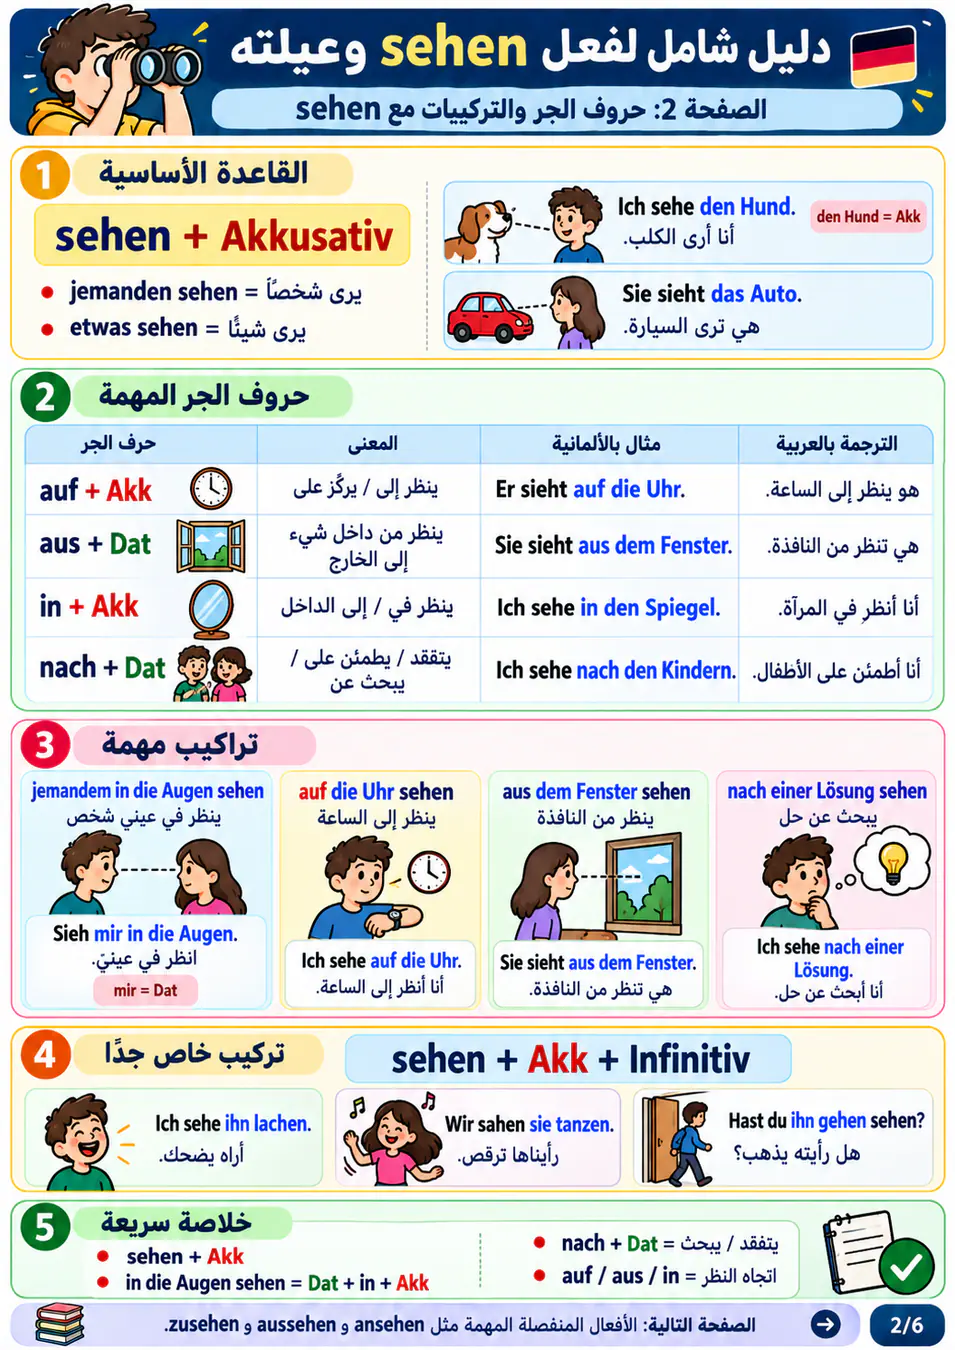 دليل شامل لفعل sehen وعيلته
الصفحة 2: حروف الجر والتركيبات مع sehen
1 القاعدة الأساسية
sehen + Akkusativ
• jemanden sehen = يرى شخصًا
• etwas sehen = يرى شيئًا
Ich sehe den Hund.
أنا أرى الكلب.
den Hund = Akk
Sie sieht das Auto.
هي ترى السيارة.
2 حروف الجر المهمة
حرف الجر المعنى مثال بالألمانية الترجمة بالعربية
auf + Akk ينظر إلى / يركّز على Er sieht auf die Uhr. هو ينظر إلى الساعة.
aus + Dat ينظر من داخل شيء Sie sieht aus dem Fenster. هي تنظر من النافذة.
إلى الخارج
in + Akk ينظر في / إلى الداخل Ich sehe in den Spiegel. أنا أنظر في المرآة.
nach + Dat يتفقد / يطمئن على / Ich sehe nach den Kindern. أنا أطمئن على الأطفال.
يبحث عن
3 تراكيب مهمة
jemandem in die Augen sehen
ينظر في عيني شخص
Sieh mir in die Augen.
انظر في عينيّ.
mir = Dat
auf die Uhr sehen
ينظر إلى الساعة
Ich sehe auf die Uhr.
أنا أنظر إلى الساعة.
aus dem Fenster sehen
ينظر من النافذة
Sie sieht aus dem Fenster.
هي تنظر من النافذة.
nach einer Lösung sehen
يبحث عن حل
Ich sehe nach einer
Lösung.
أنا أبحث عن حل.
4 تركيب خاص جدًا
sehen + Akk + Infinitiv
Ich sehe ihn lachen.
أراه يضحك.
Wir sahen sie tanzen.
رأيناها ترقص.
Hast du ihn gehen sehen?
هل رأيته يذهب؟
5 خلاصة سريعة
• sehen + Akk
• in die Augen sehen = Dat + in + Akk
• nach + Dat = يتفقد / يبحث
• auf / aus / in = اتجاه النظر
الصفحة التالية: الأفعال المنفصلة المهمة مثل ansehen و aussehen و zusehen.
2/6